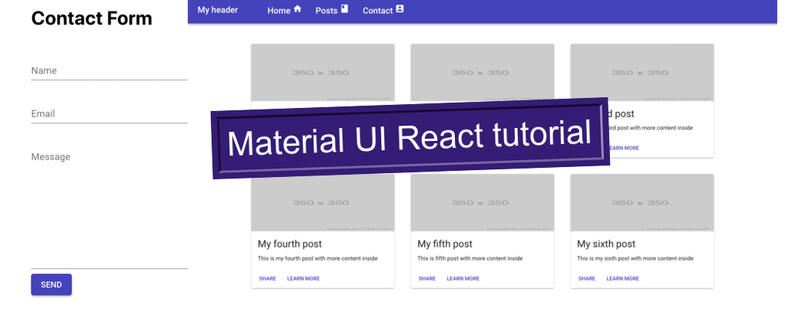 Contact Form
Name
Email
Message
SEND
My header Home Posts Contact
350 x 350
350 x 350
350 x 350
Material UI React tutorial
d post
ird post with more content inside
EARN MORE
350 x 350
350 x 350
350 x 350
My fourth post
This is my fourth post with more content inside
SHARE LEARN MORE
My fifth post
This is fifth post with more content inside
SHARE LEARN MORE
My sixth post
This is my sixth post with more content inside
SHARE LEARN MORE